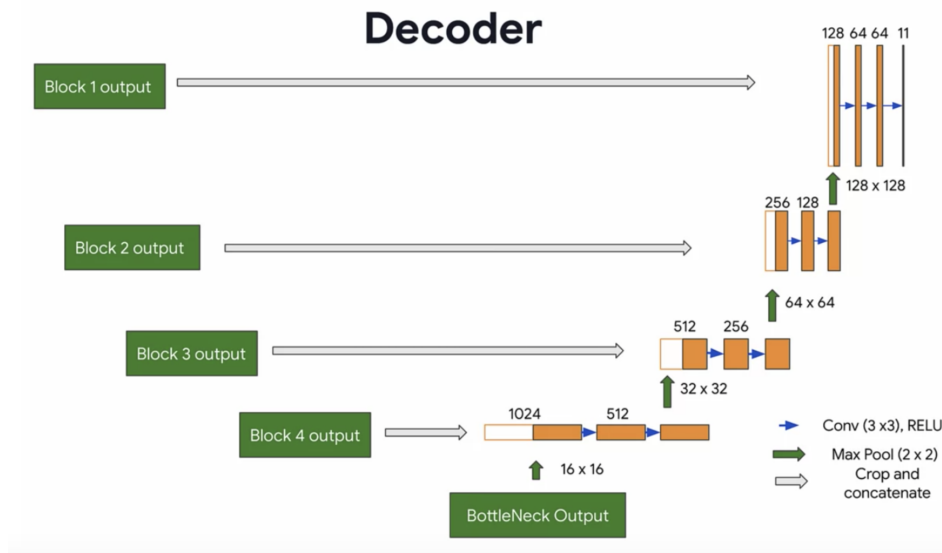 Decoder
128 64 64 11
Block 1 output
128 x 128
256 128
Block 2 output
64 x 64
512 256
Block 3 output
32 x 32
1024 512
Block 4 output
16 x 16
BottleNeck Output
Conv (3 x3), RELU
Max Pool (2 x 2)
Crop and
concatenate